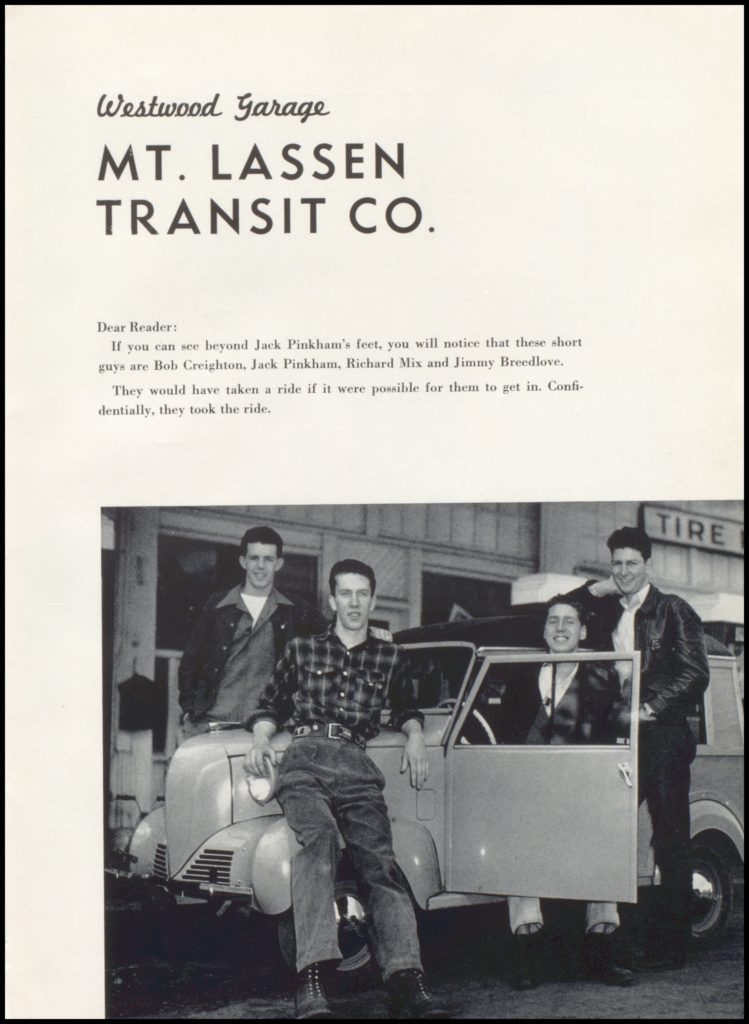 Westwood Garage
MT. LASSEN
TRANSIT CO.
Dear Reader:
If you can see beyond Jack Pinkham's feet, you will notice that these short
guys are Bob Creighton, Jack Pinkham, Richard Mix and Jimmy Breedlove.
They would have taken a ride if it were possible for them to get in. Confi-
dentially, they took the ride.
TIRE